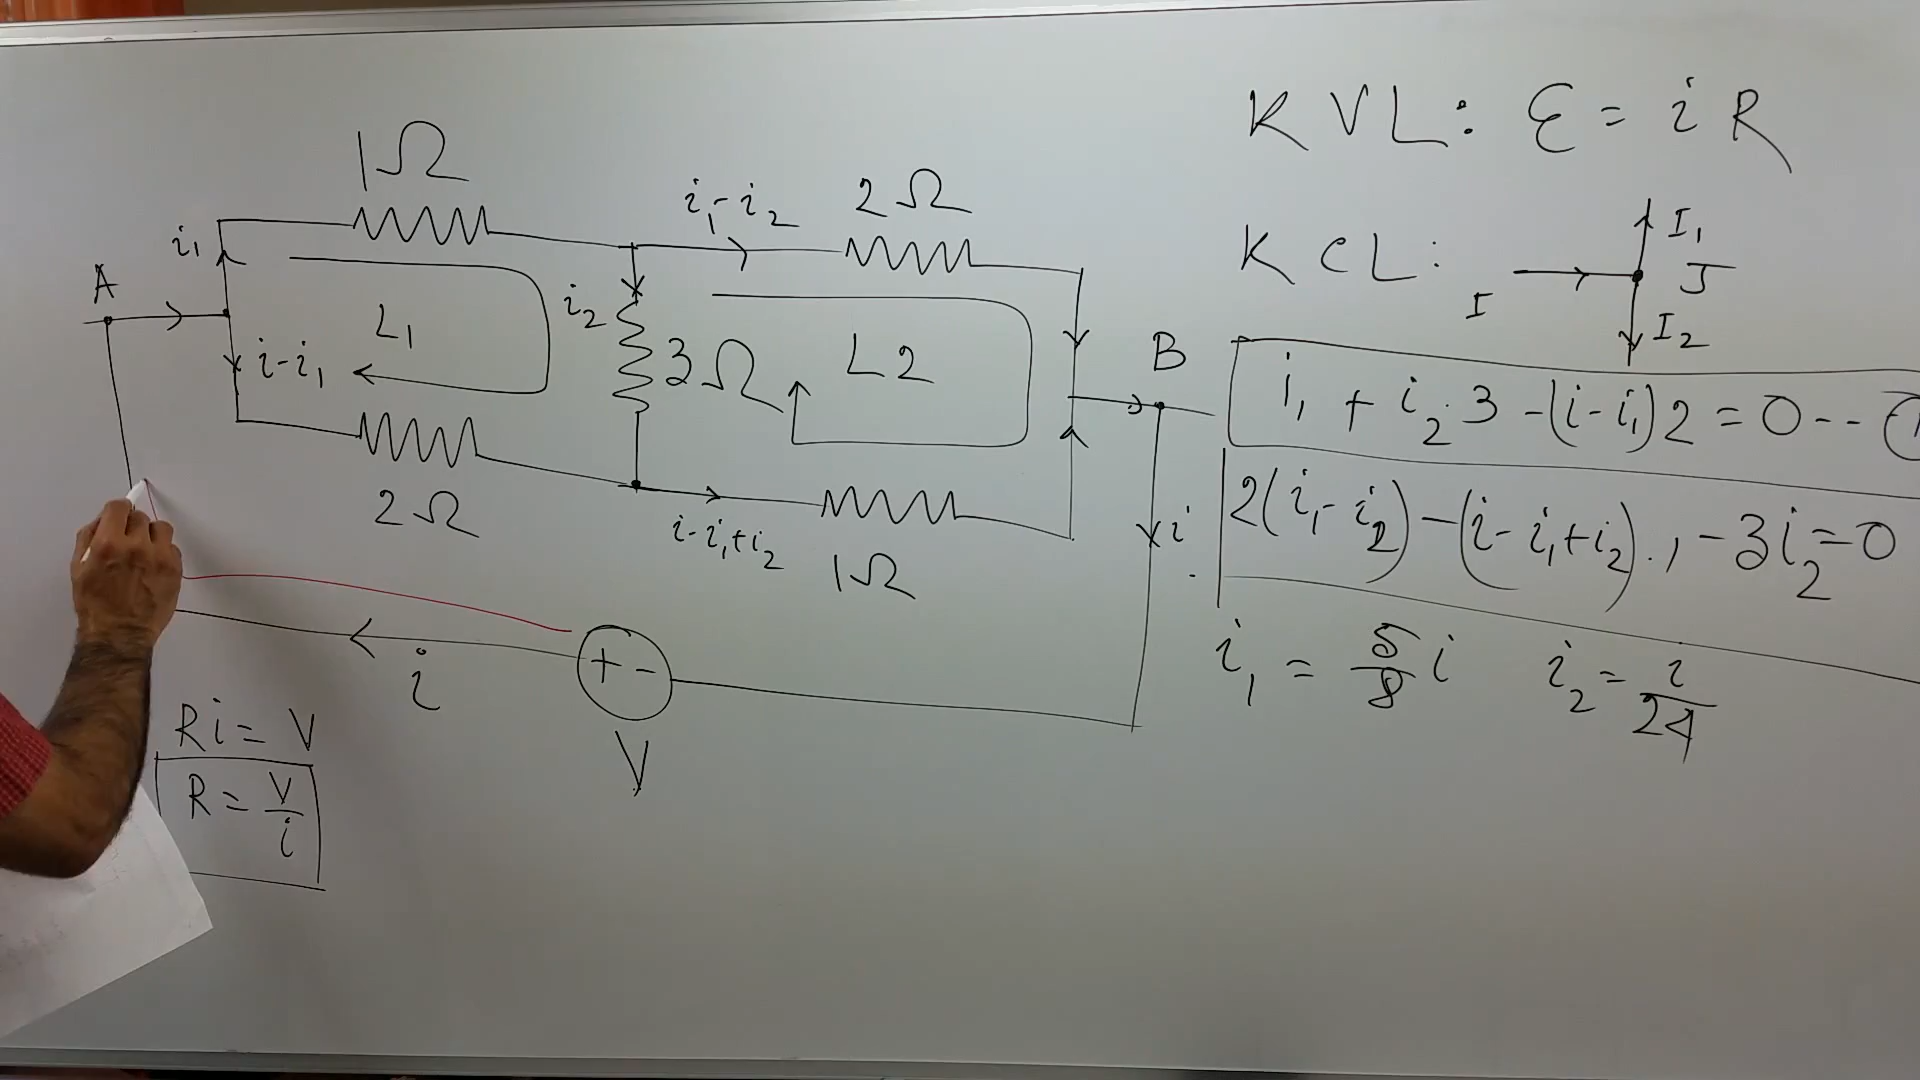 1Ω
i₁-i₂
2Ω
i₁
A
L₁
i₂
3Ω
L2
B
i-i₁
2Ω
i-i₁+i₂
1Ω
i
i
+ -
V
Ri = V
R = V/i
KVL: Ɛ = iR
KCL:
I
I₁
J
I₂
i₁ + i₂.3 -(i-i₁)2 = 0 -- ①
2(i₁-i₂)-(i-i₁+i₂).1 -3i₂=0
i₁ = 5/8 i i₂ = i/24